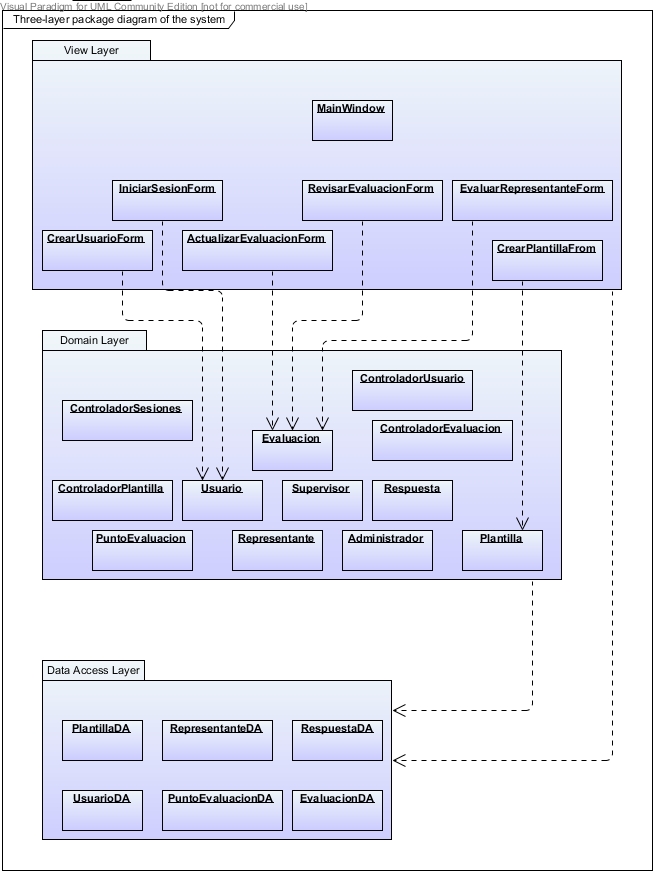 Visual Paradigm for UML Community Edition [not for commercial use]
Three-layer package diagram of the system
View Layer
MainWindow
IniciarSesionForm
RevisarEvaluacionForm
EvaluarRepresentanteForm
CrearUsuarioForm
ActualizarEvaluacionForm
CrearPlantillaFrom
Domain Layer
ControladorUsuario
ControladorSesiones
ControladorEvaluacion
Evaluacion
ControladorPlantilla
Usuario
Supervisor
Respuesta
PuntoEvaluacion
Representante
Administrador
Plantilla
Data Access Layer
PlantillaDA
RepresentanteDA
RespuestaDA
UsuarioDA
PuntoEvaluacionDA
EvaluacionDA